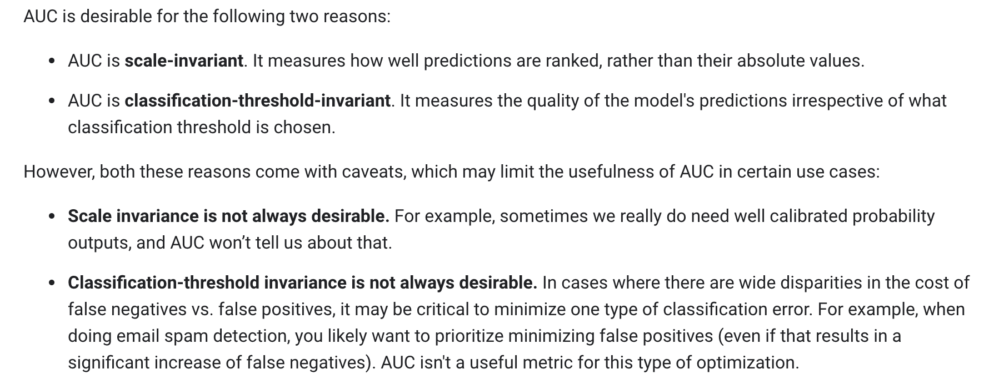 AUC is desirable for the following two reasons:
• AUC is scale-invariant. It measures how well predictions are ranked, rather than their absolute values.
• AUC is classification-threshold-invariant. It measures the quality of the model's predictions irrespective of what
classification threshold is chosen.
However, both these reasons come with caveats, which may limit the usefulness of AUC in certain use cases:
• Scale invariance is not always desirable. For example, sometimes we really do need well calibrated probability
outputs, and AUC won’t tell us about that.
• Classification-threshold invariance is not always desirable. In cases where there are wide disparities in the cost of
false negatives vs. false positives, it may be critical to minimize one type of classification error. For example, when
doing email spam detection, you likely want to prioritize minimizing false positives (even if that results in a
significant increase of false negatives). AUC isn't a useful metric for this type of optimization.